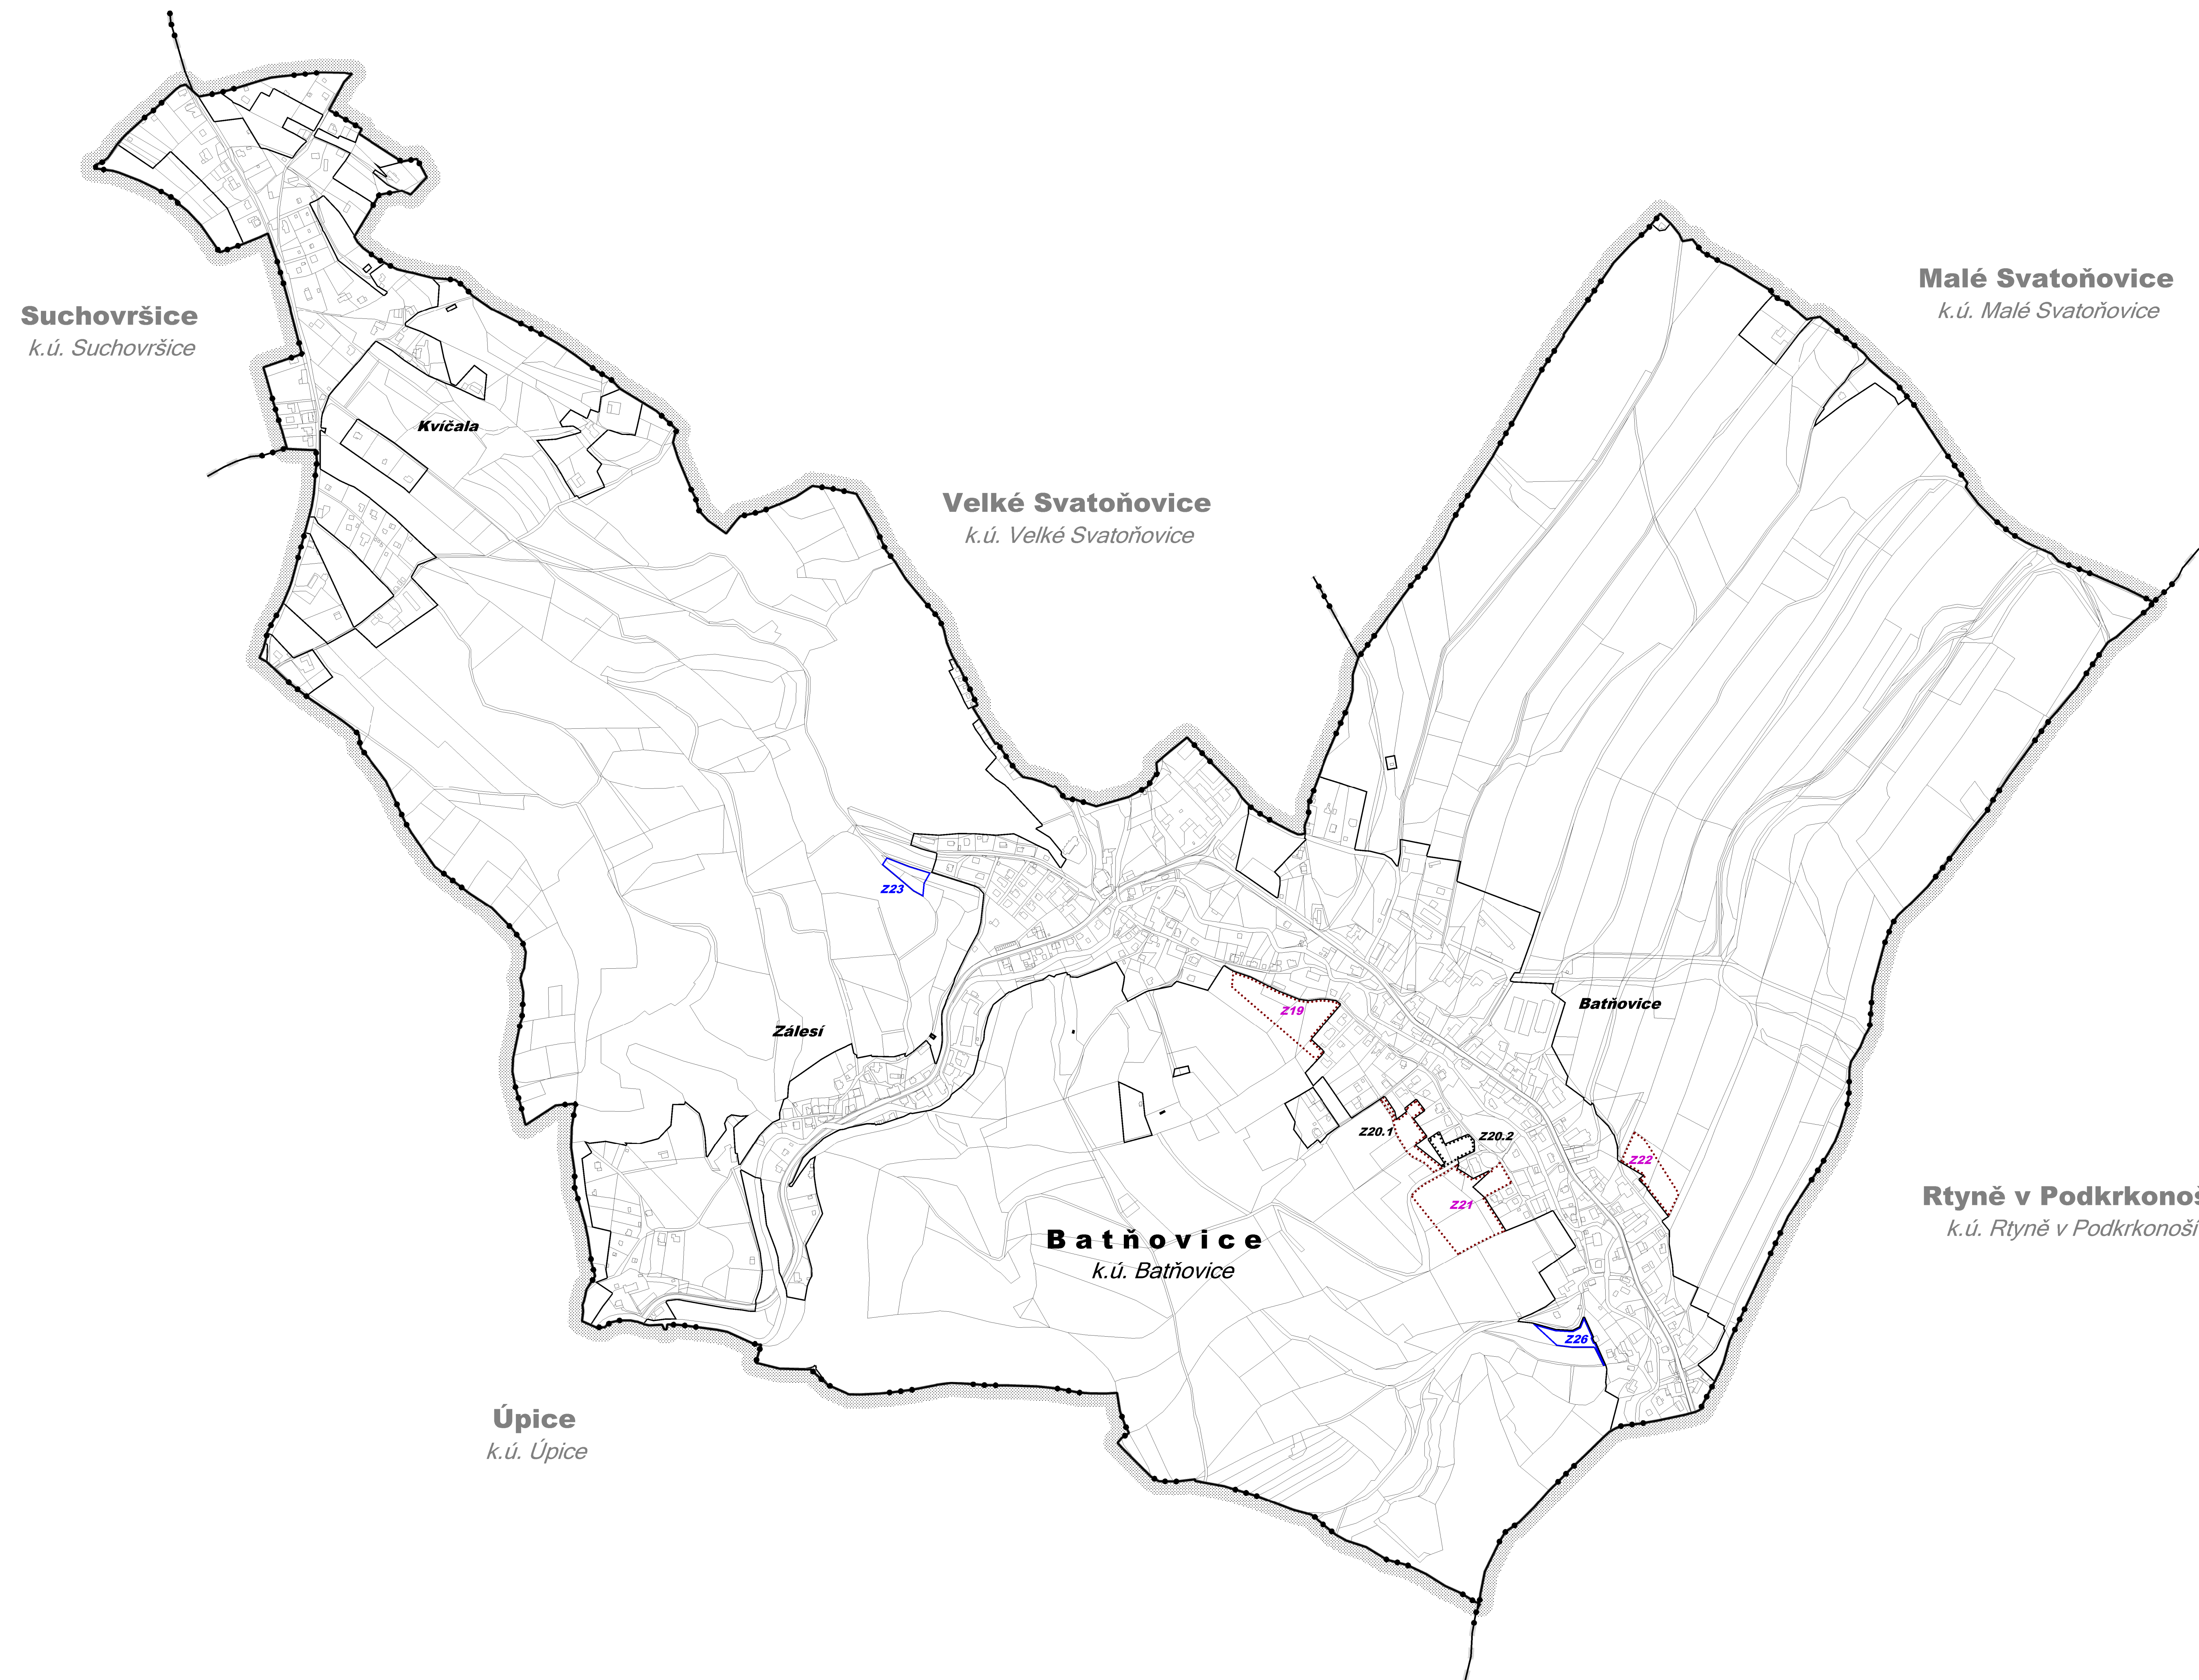 Malé Svatoňovice
k.ú. Malé Svatoňovice
Suchovršice
k.ú. Suchovršice
Kvíčala
Velké Svatoňovice
k.ú. Velké Svatoňovice
Z23
Zálesí
Z19
Batňovice
Z20.1
Z20.2
Z22
Z21
Rtyně v Podkrkonoš
k.ú. Rtyně v Podkrkonoší
Batňovice
k.ú. Batňovice
Z26
Úpice
k.ú. Úpice